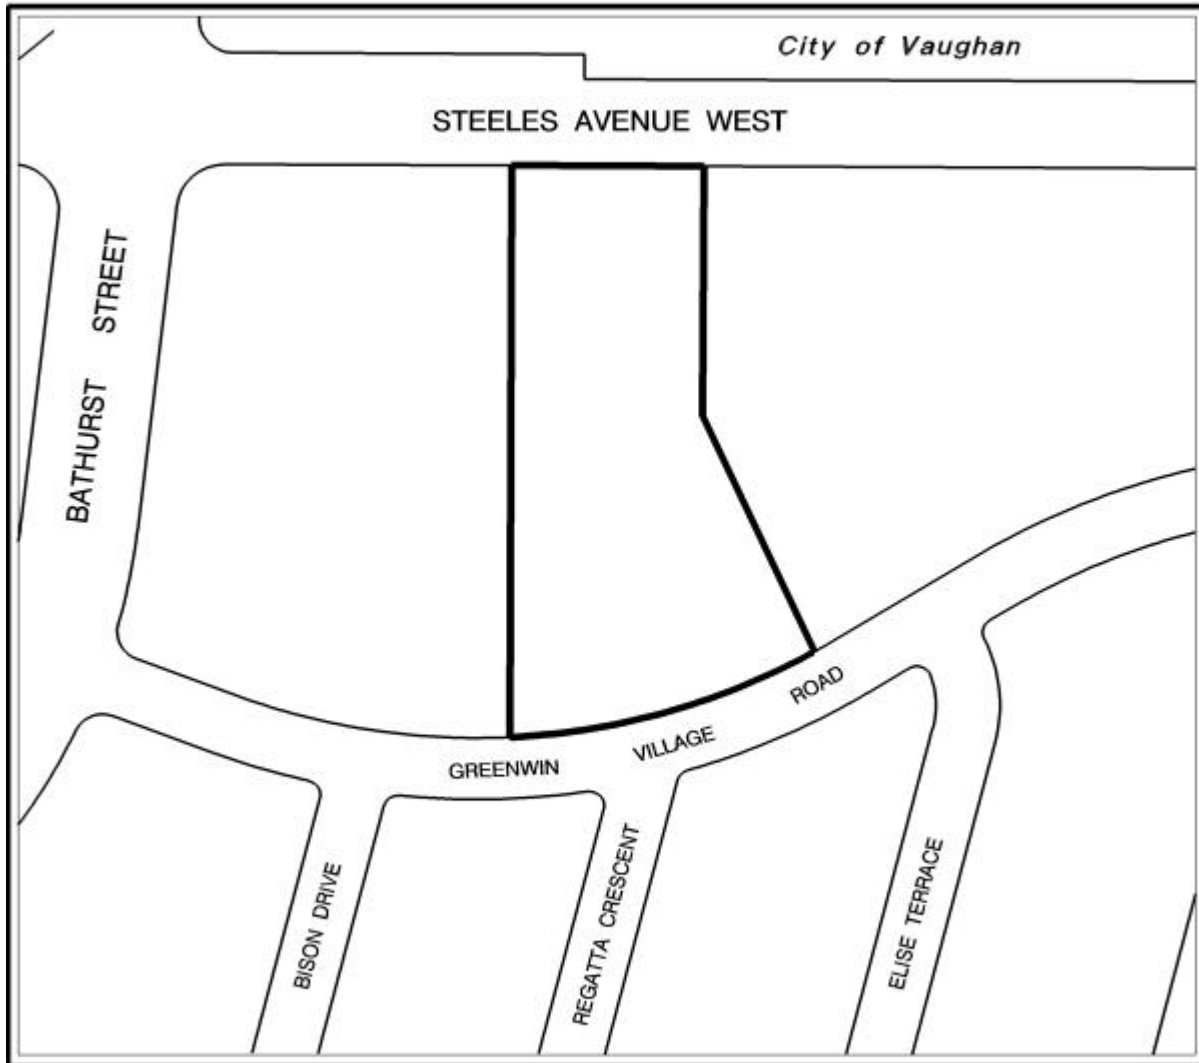 City of Vaughan
STEELES AVENUE WEST
BATHURST STREET
GREENWIN VILLAGE ROAD
BISON DRIVE
REGATTA CRESCENT
ELISE TERRACE